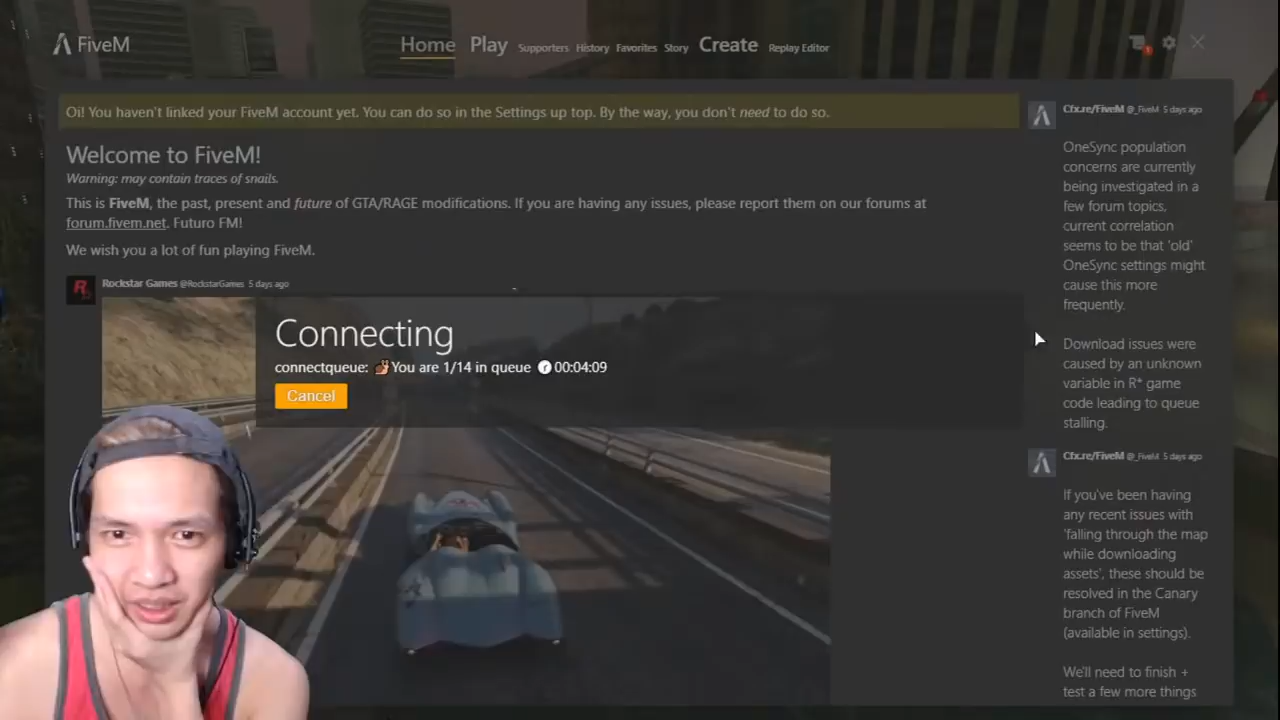 FiveM
Home Play Supporters History Favorites Story Create Replay Editor
Oi! You haven't linked your FiveM account yet. You can do so in the Settings up top. By the way, you don't need to do so.
Welcome to FiveM!
Warning: may contain traces of snails.
This is FiveM, the past, present and future of GTA/RAGE modifications. If you are having any issues, please report them on our forums at
forum.fivem.net. Futuro FM!
We wish you a lot of fun playing FiveM.
Rockstar Games @RockstarGames 5 days ago
Connecting
connectqueue: 🐌You are 1/14 in queue 🕐00:04:09
Cancel
Cfx.re/FiveM @_FiveM 5 days ago
OneSync population
concerns are currently
being investigated in a
few forum topics,
current correlation
seems to be that 'old'
OneSync settings might
cause this more
frequently.
Download issues were
caused by an unknown
variable in R* game
code leading to queue
stalling.
Cfx.re/FiveM @_FiveM 5 days ago
If you've been having
any recent issues with
'falling through the map
while downloading
assets', these should be
resolved in the Canary
branch of FiveM
(available in settings).
We'll need to finish +
test a few more things